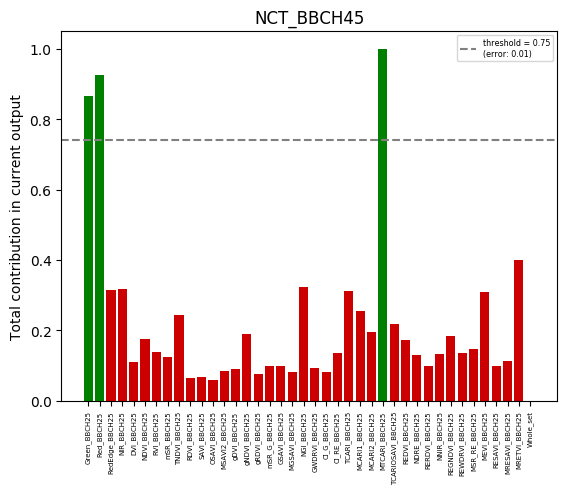 NCT_BBCH45
threshold = 0.75
(error: 0.01)
Total contribution in current output
1.0
0.8
0.6
0.4
0.2
0.0
Green_BBCH25
Red_BBCH25
RedEdge_BBCH25
NIR_BBCH25
DVI_BBCH25
NDVI_BBCH25
RVI_BBCH25
mSR_BBCH25
TNDVI_BBCH25
RDVI_BBCH25
SAVI_BBCH25
OSAVI_BBCH25
MSAVI2_BBCH25
gDVI_BBCH25
gNDVI_BBCH25
gRDVI_BBCH25
mSR_G_BBCH25
GSAVI_BBCH25
MGSAVI_BBCH25
NGI_BBCH25
GWDRVI_BBCH25
CI_G_BBCH25
CI_RE_BBCH25
TCARI_BBCH25
MCARI1_BBCH25
MCARI2_BBCH25
MTCARI_BBCH25
TCARIOSAVI_BBCH25
REDVI_BBCH25
NDRE_BBCH25
RERDVI_BBCH25
NNIR_BBCH25
REGNDVI_BBCH25
REWDRVI_BBCH25
MSR_RE_BBCH25
MEVI_BBCH25
RESAVI_BBCH25
MRESAVI_BBCH25
MRETVI_BBCH25
Whole_set